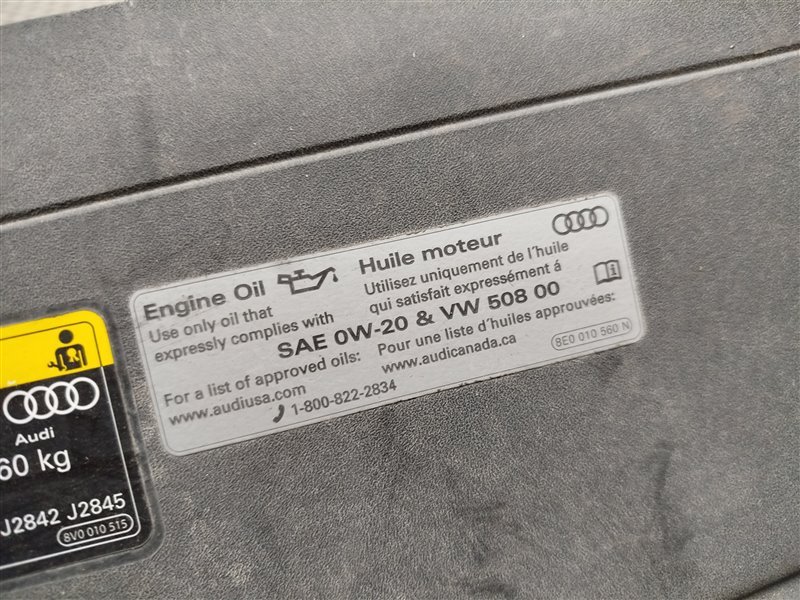 Engine Oil
Use only oil that
expressly complies with
Huile moteur
Utilisez uniquement de l'huile
qui satisfait expressément á
SAE 0W-20 & VW 508 00
For a list of approved oils:
www.audiusa.com
Pour une liste d'huiles approuvées:
www.audicanada.ca
1-800-822-2834
8E0 010 560 N
Audi
60 kg
J2842 J2845
8V0 010 515